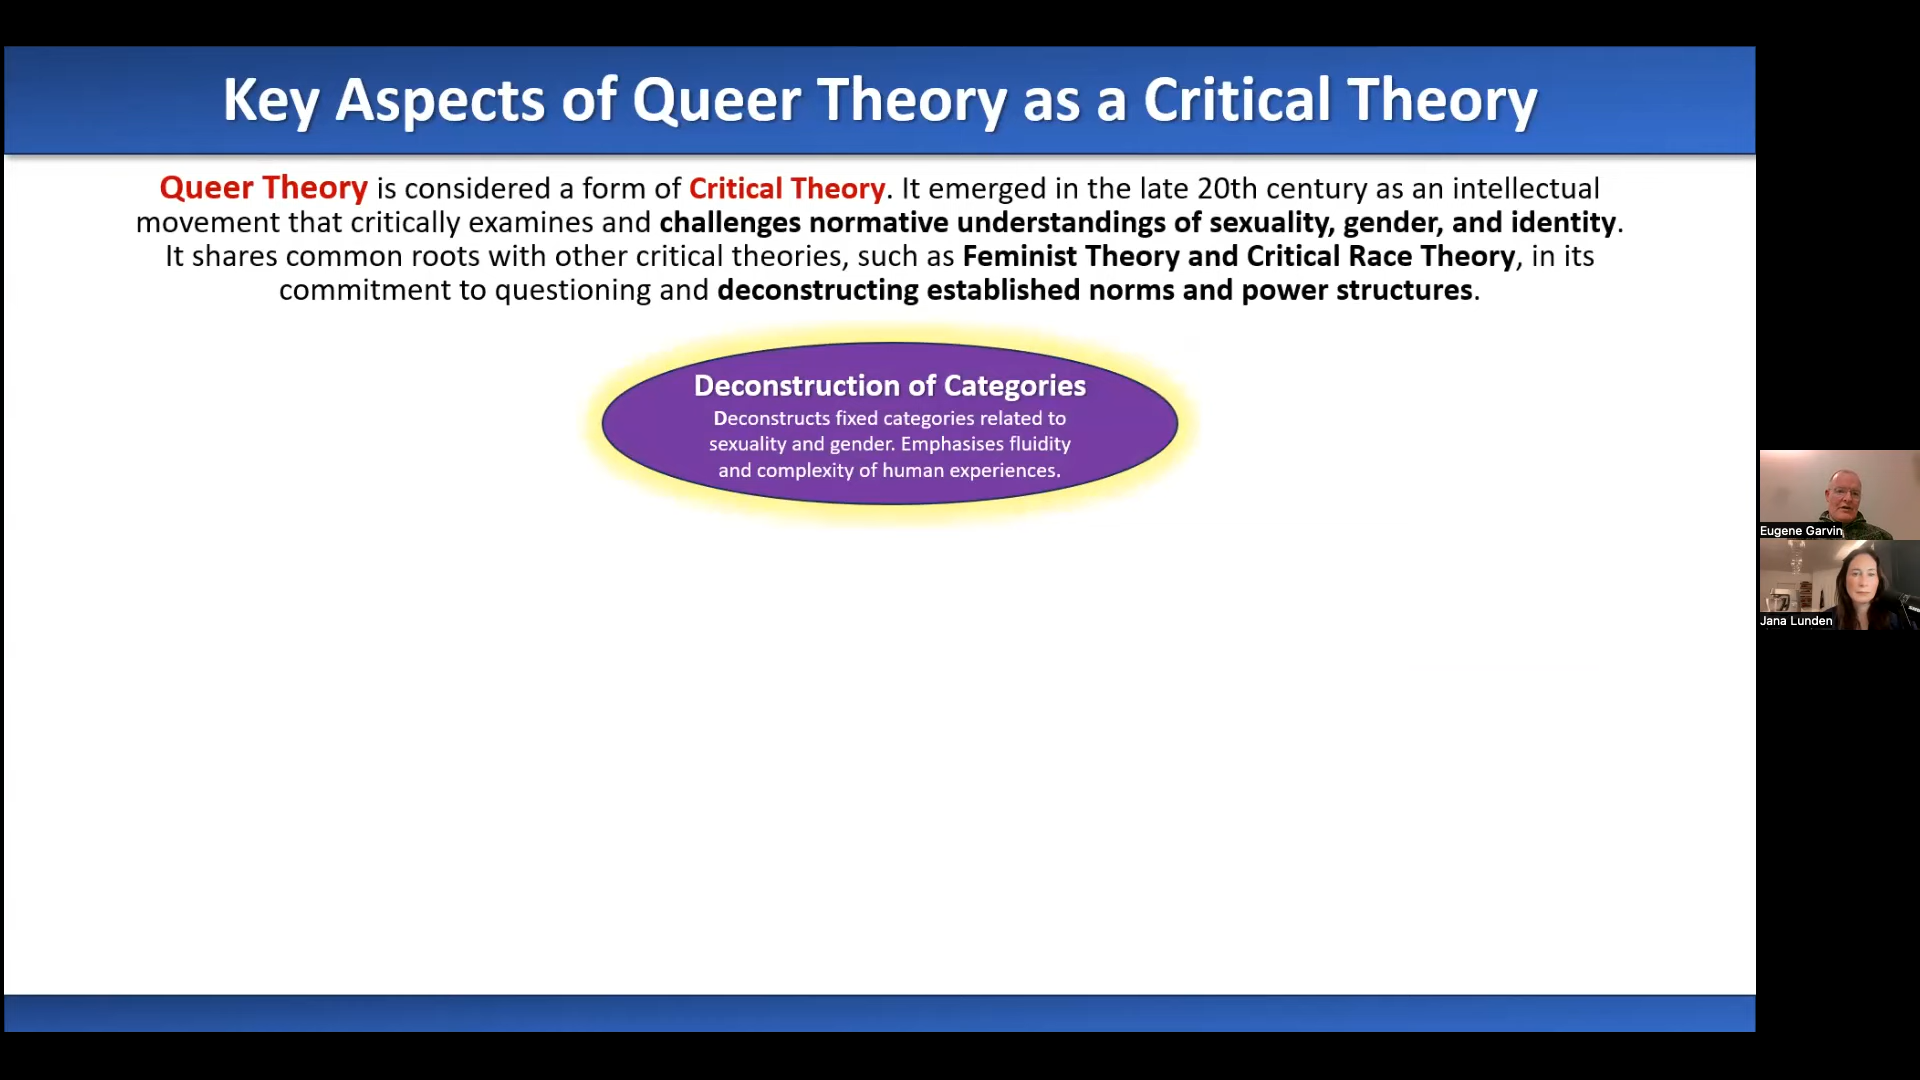 Key Aspects of Queer Theory as a Critical Theory
Queer Theory is considered a form of Critical Theory. It emerged in the late 20th century as an intellectual
movement that critically examines and challenges normative understandings of sexuality, gender, and identity.
It shares common roots with other critical theories, such as Feminist Theory and Critical Race Theory, in its
commitment to questioning and deconstructing established norms and power structures.
Deconstruction of Categories
Deconstructs fixed categories related to
sexuality and gender. Emphasises fluidity
and complexity of human experiences.
Eugene Garvin
Jana Lunden